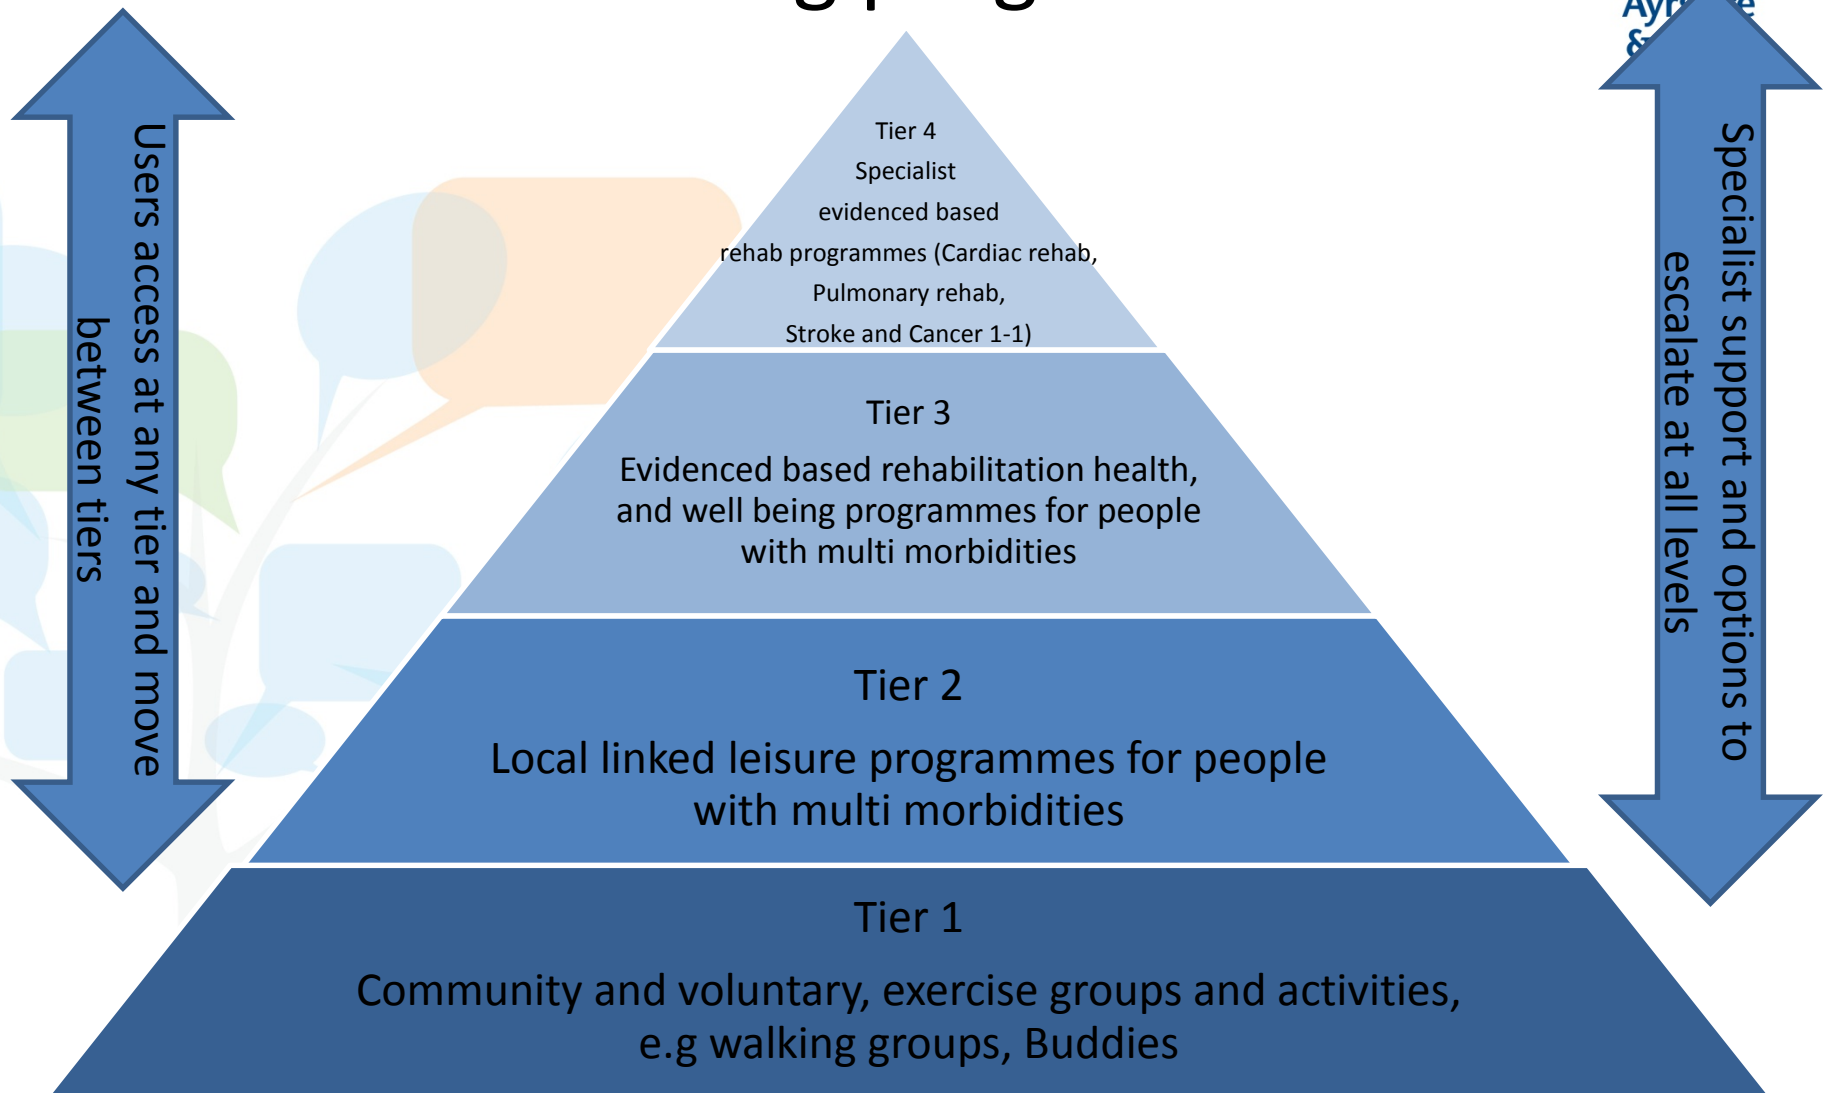 Tier 4
Specialist
evidenced based
rehab programmes (Cardiac rehab,
Pulmonary rehab,
Stroke and Cancer 1-1)
Tier 3
Evidenced based rehabilitation health,
and well being programmes for people
with multi morbidities
Tier 2
Local linked leisure programmes for people
with multi morbidities
Tier 1
Community and voluntary, exercise groups and activities,
e.g walking groups, Buddies
Users access at any tier and move
between tiers
Specialist support and options to
escalate at all levels
&